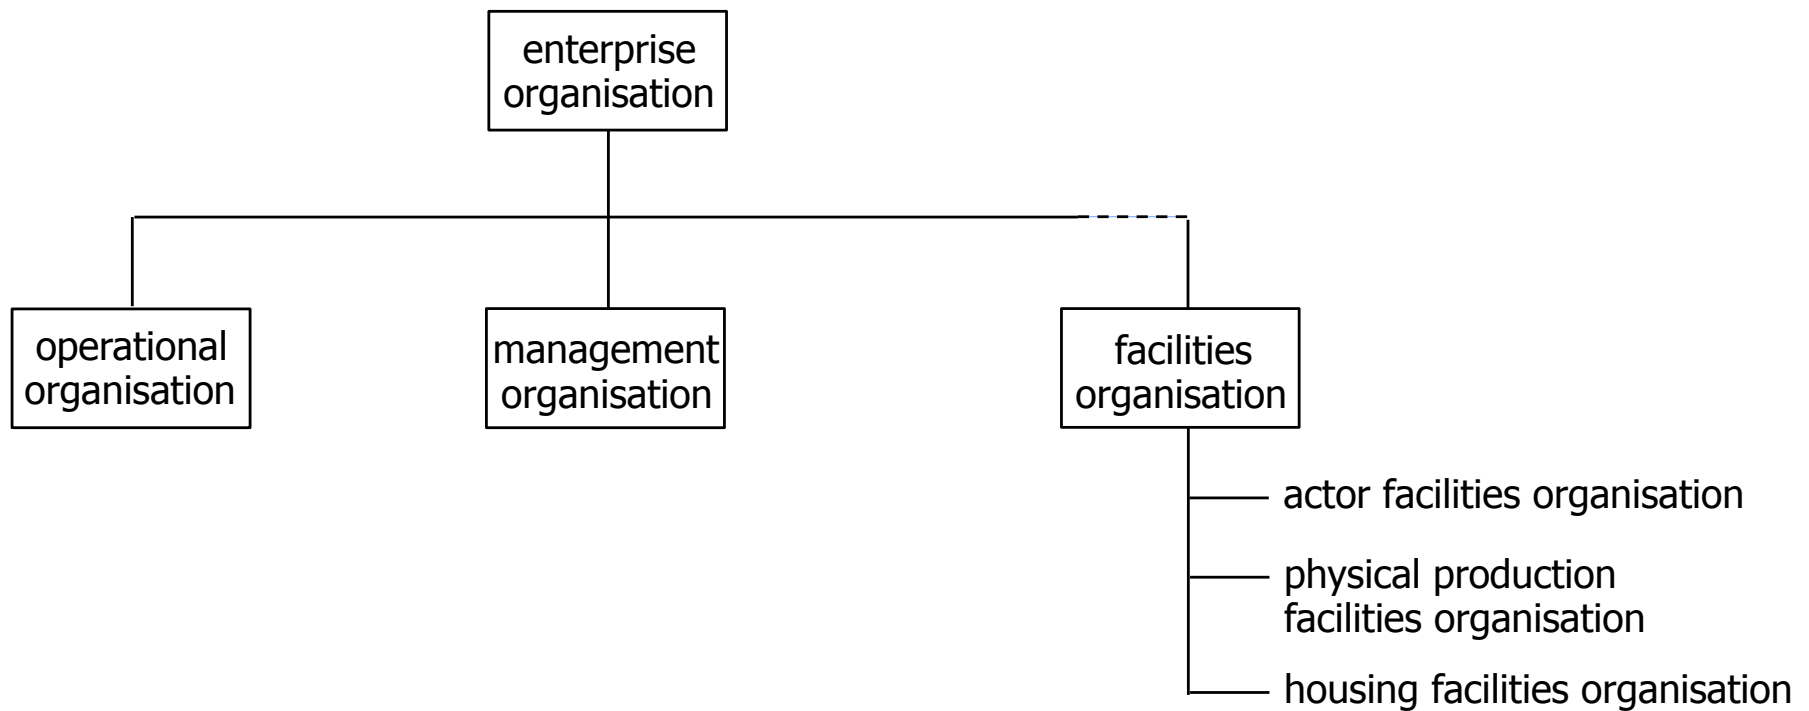 enterprise
organisation
operational
organisation
management
organisation
facilities
organisation
actor facilities organisation
physical production
facilities organisation
housing facilities organisation